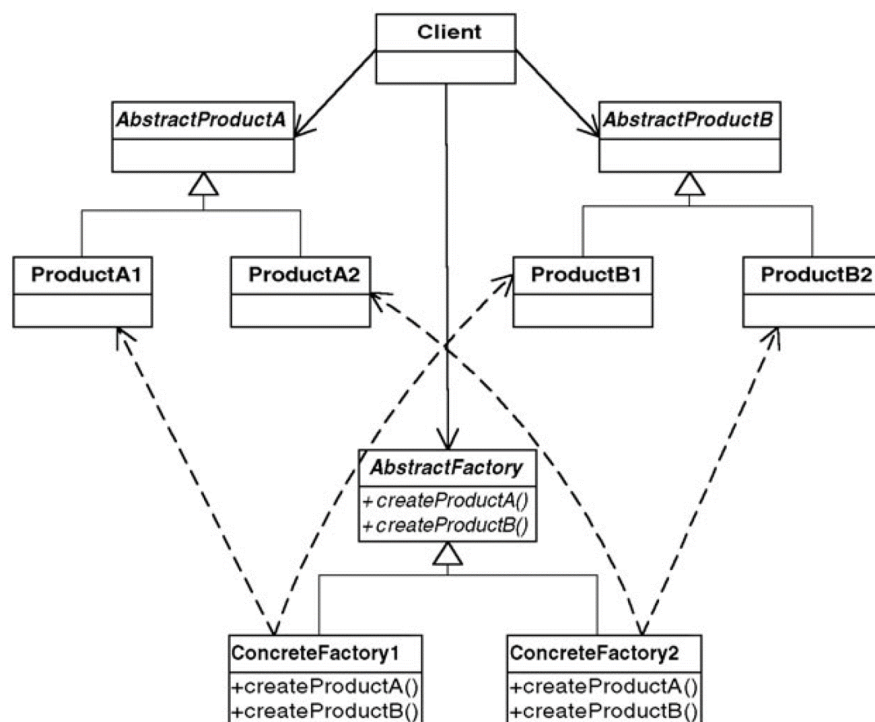 Client
AbstractProductA
AbstractProductB
ProductA1
ProductA2
ProductB1
ProductB2
AbstractFactory
+createProductA()
+createProductB()
ConcreteFactory1
+createProductA()
+createProductB()
ConcreteFactory2
+createProductA()
+createProductB()